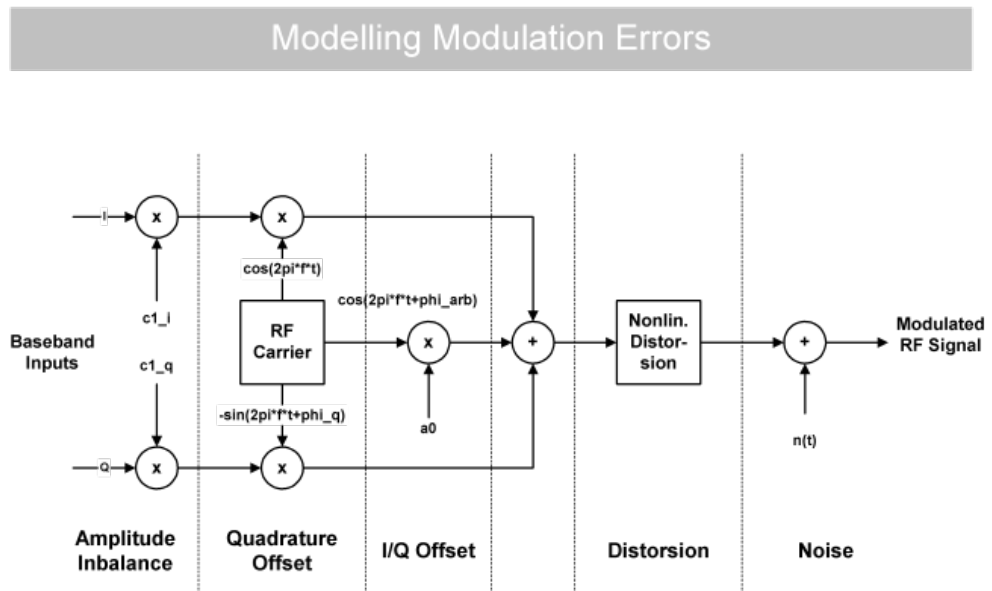 Modelling Modulation Errors
I
x
x
cos(2pi*f*t)
cos(2pi*f*t+phi_arb)
c1_i
Baseband
Inputs
c1_q
RF
Carrier
x
+
Nonlin.
Distor-
sion
+
Modulated
RF Signal
-sin(2pi*f*t+phi_q)
a0
n(t)
Q
x
x
Amplitude
Inbalance
Quadrature
Offset
I/Q Offset
Distorsion
Noise